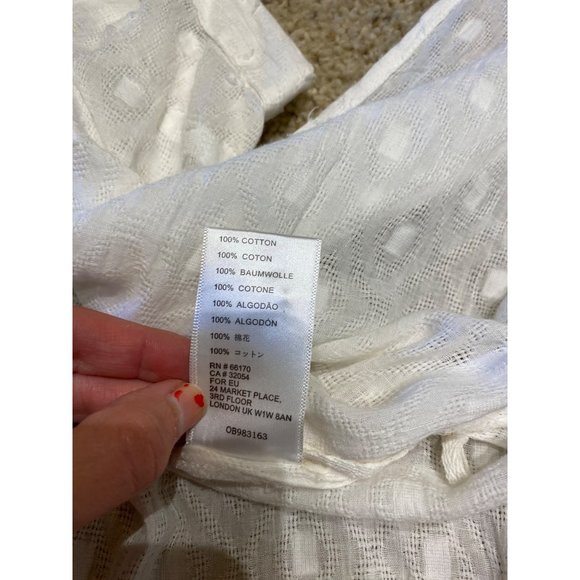 100% COTTON
100% COTON
100% BAUMWOLLE
100% COTONE
100% ALGODÃO
100% ALGODÓN
100% 棉花
100% コットン
RN # 66170
CA # 32054
FOR EU
24 MARKET PLACE,
3RD FLOOR
LONDON UK W1W 8AN
OB983163